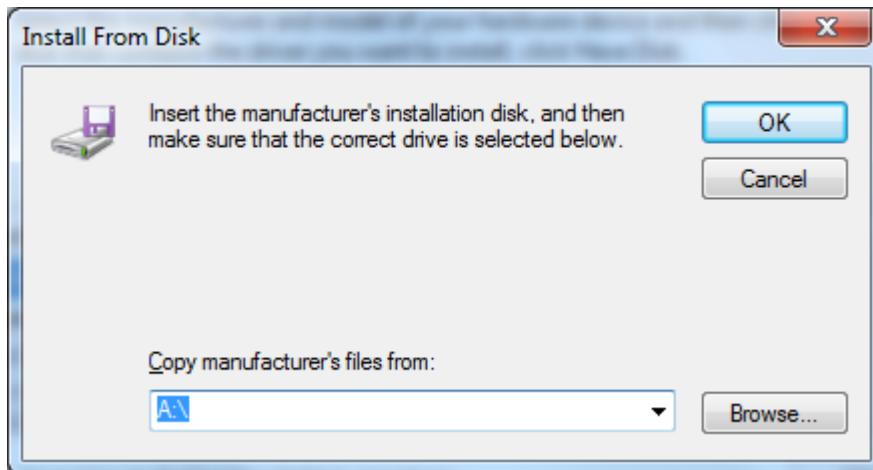 Install From Disk
Insert the manufacturer's installation disk, and then
make sure that the correct drive is selected below.
OK
Cancel
Copy manufacturer's files from:
A:\
Browse...